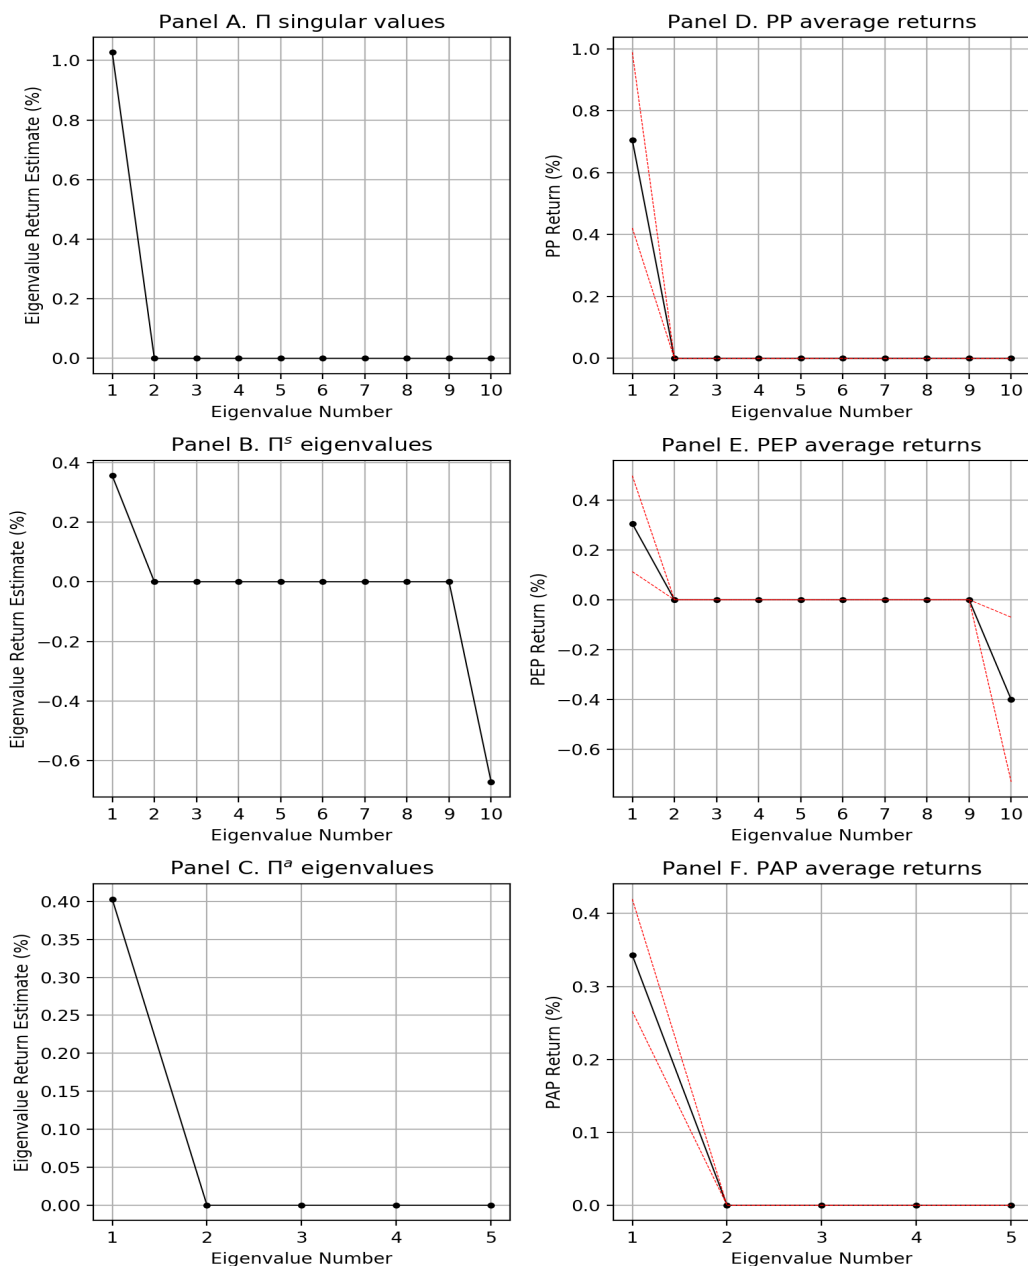 Panel A. Π singular values
Eigenvalue Return Estimate (%)
1.0
0.8
0.6
0.4
0.2
0.0
1 2 3 4 5 6 7 8 9 10
Eigenvalue Number
Panel D. PP average returns
PP Return (%)
1.0
0.8
0.6
0.4
0.2
0.0
1 2 3 4 5 6 7 8 9 10
Eigenvalue Number
Panel B. Πˢ eigenvalues
Eigenvalue Return Estimate (%)
0.4
0.2
0.0
−0.2
−0.4
−0.6
1 2 3 4 5 6 7 8 9 10
Eigenvalue Number
Panel E. PEP average returns
PEP Return (%)
0.4
0.2
0.0
−0.2
−0.4
−0.6
1 2 3 4 5 6 7 8 9 10
Eigenvalue Number
Panel C. Πᵃ eigenvalues
Eigenvalue Return Estimate (%)
0.40
0.35
0.30
0.25
0.20
0.15
0.10
0.05
0.00
1 2 3 4 5
Eigenvalue Number
Panel F. PAP average returns
PAP Return (%)
0.4
0.3
0.2
0.1
0.0
1 2 3 4 5
Eigenvalue Number